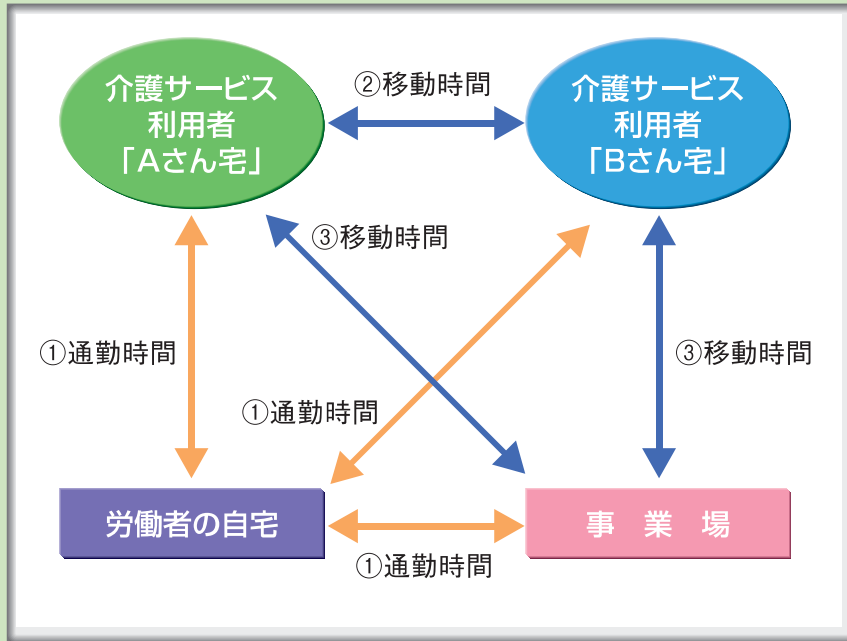 介護サービス
利用者
「Aさん宅」
②移動時間
介護サービス
利用者
「Bさん宅」
③移動時間
①通勤時間
③移動時間
①通勤時間
労働者の自宅
事業場
①通勤時間